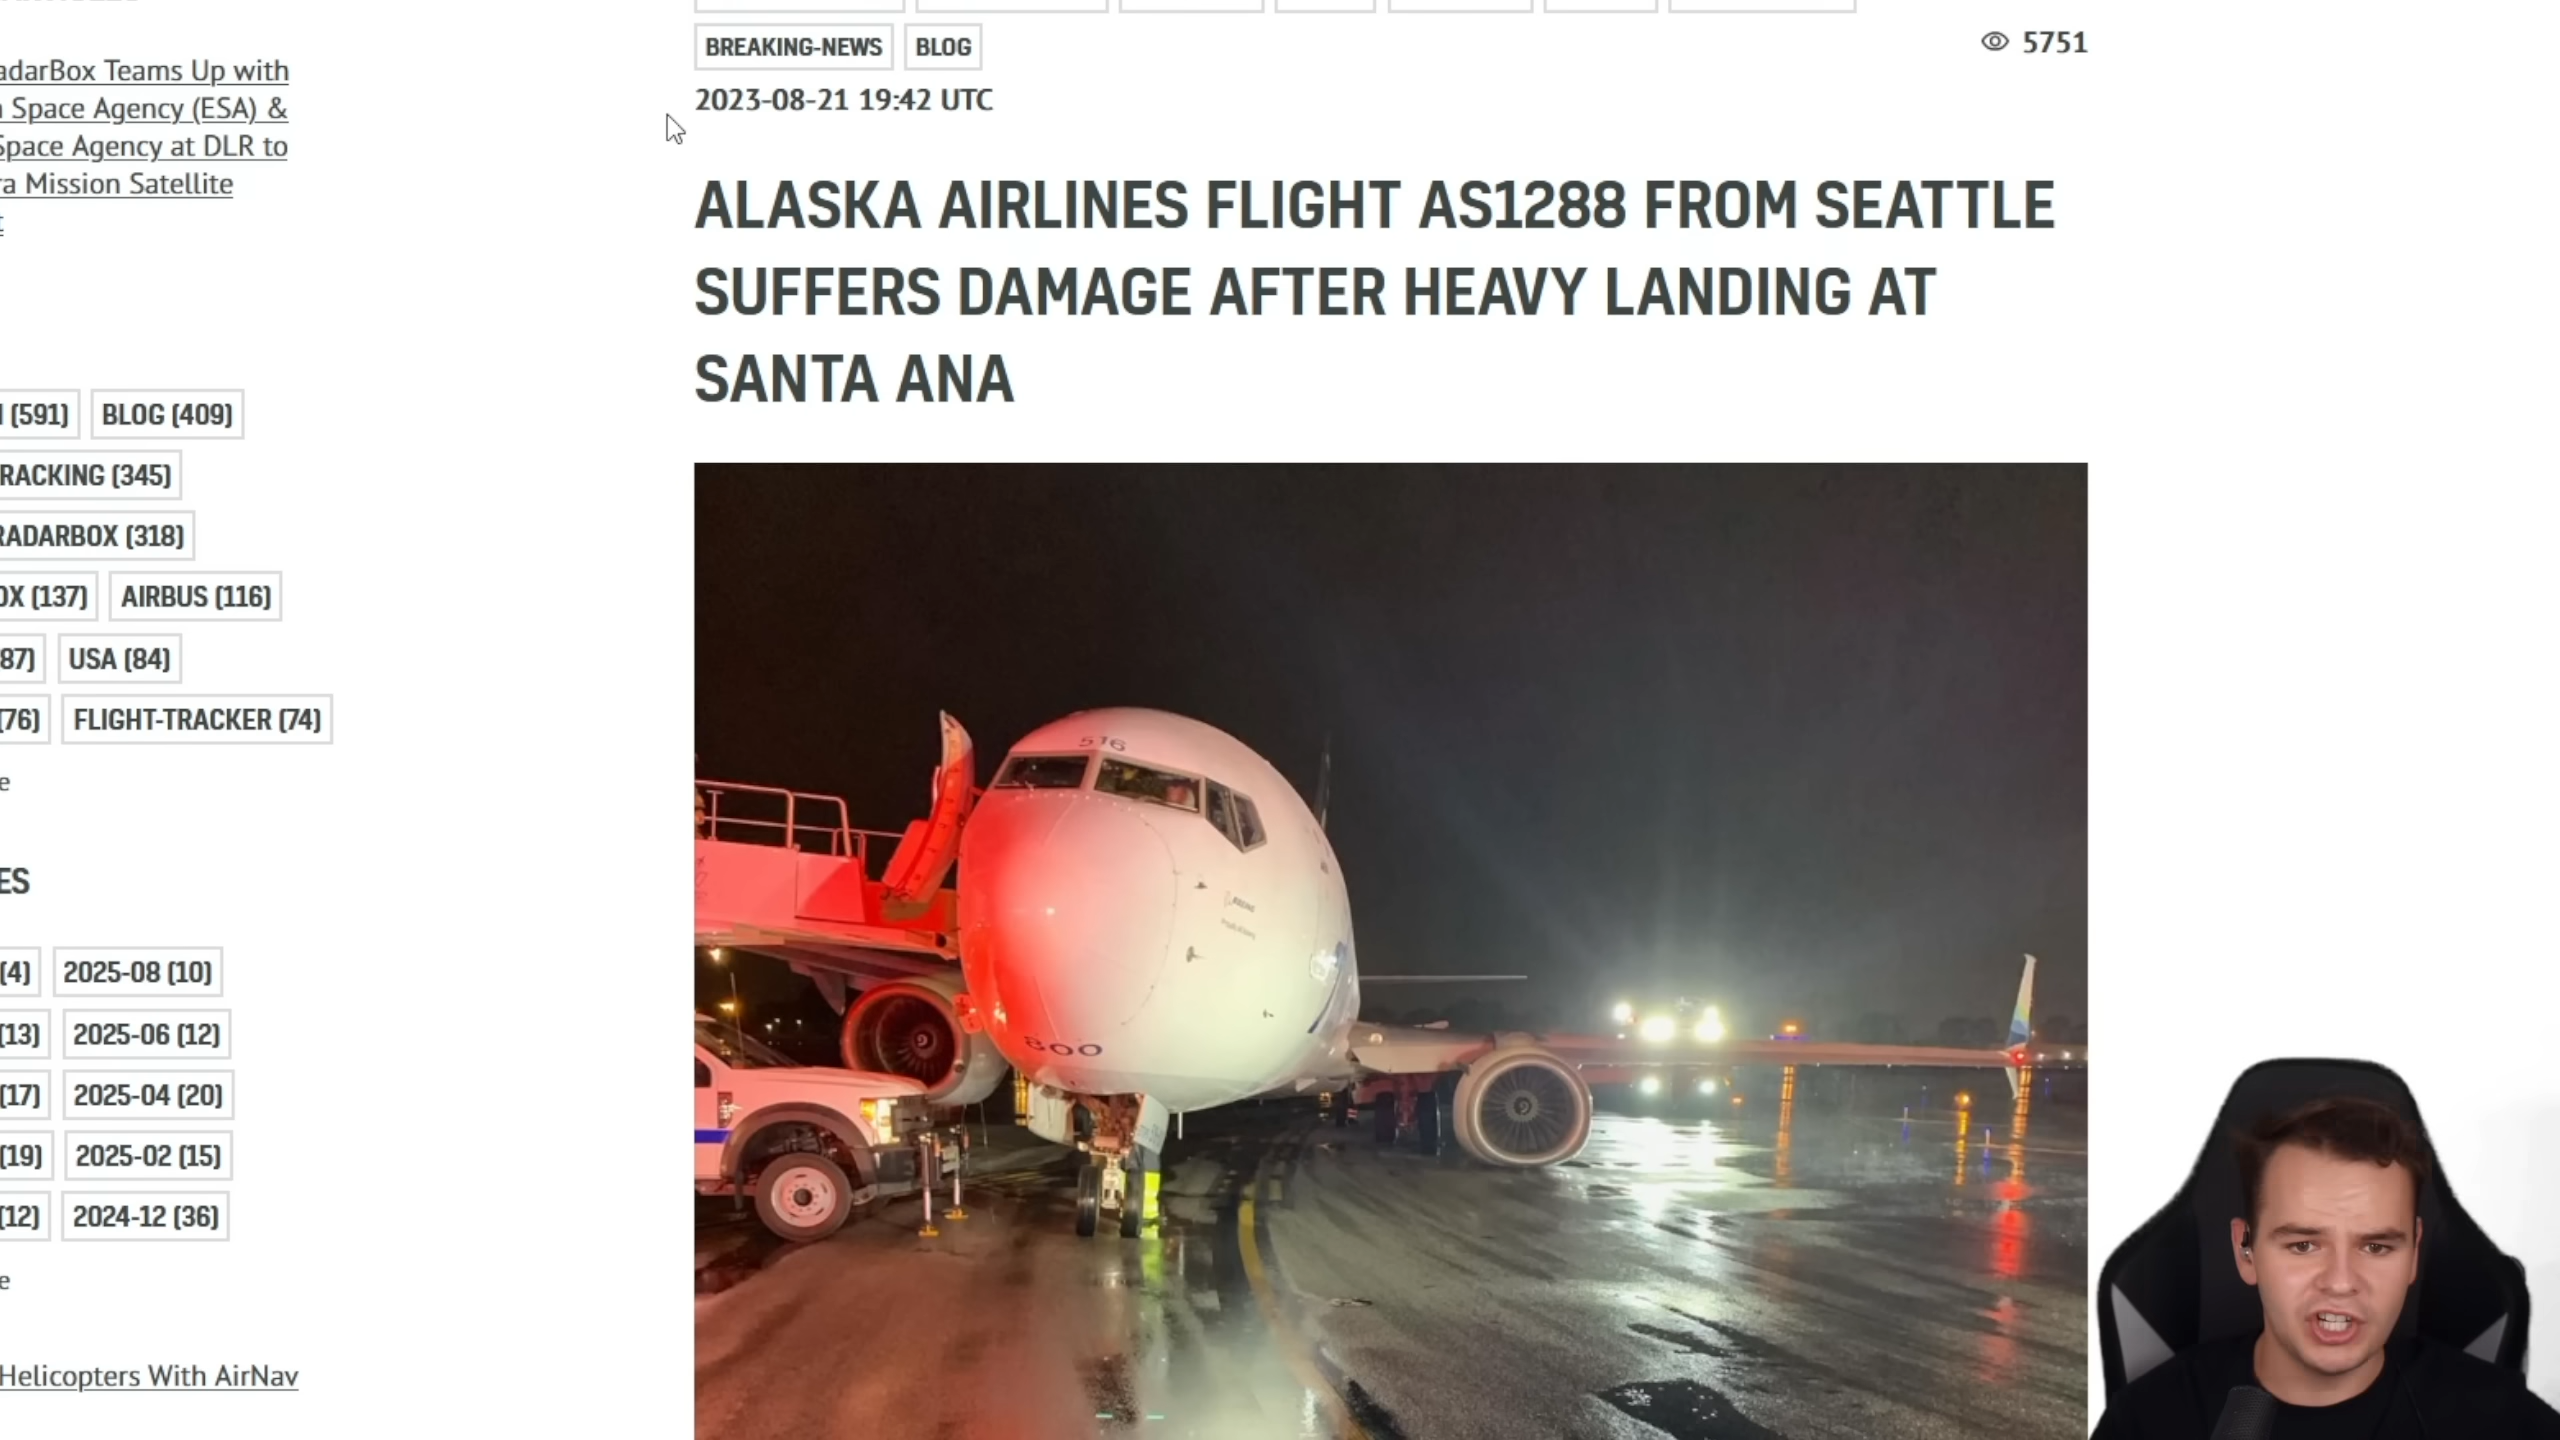 adarBox Teams Up with
Space Agency (ESA) &
Space Agency at DLR to
ra Mission Satellite
(591) BLOG (409)
RACKING (345)
RADARBOX (318)
OX (137) AIRBUS (116)
87) USA (84)
(76) FLIGHT-TRACKER (74)
e
ES
(4) 2025-08 (10)
(13) 2025-06 (12)
(17) 2025-04 (20)
(19) 2025-02 (15)
(12) 2024-12 (36)
e
Helicopters With AirNav
BREAKING-NEWS BLOG
5751
2023-08-21 19:42 UTC
ALASKA AIRLINES FLIGHT AS1288 FROM SEATTLE
SUFFERS DAMAGE AFTER HEAVY LANDING AT
SANTA ANA
516
BOEING
800